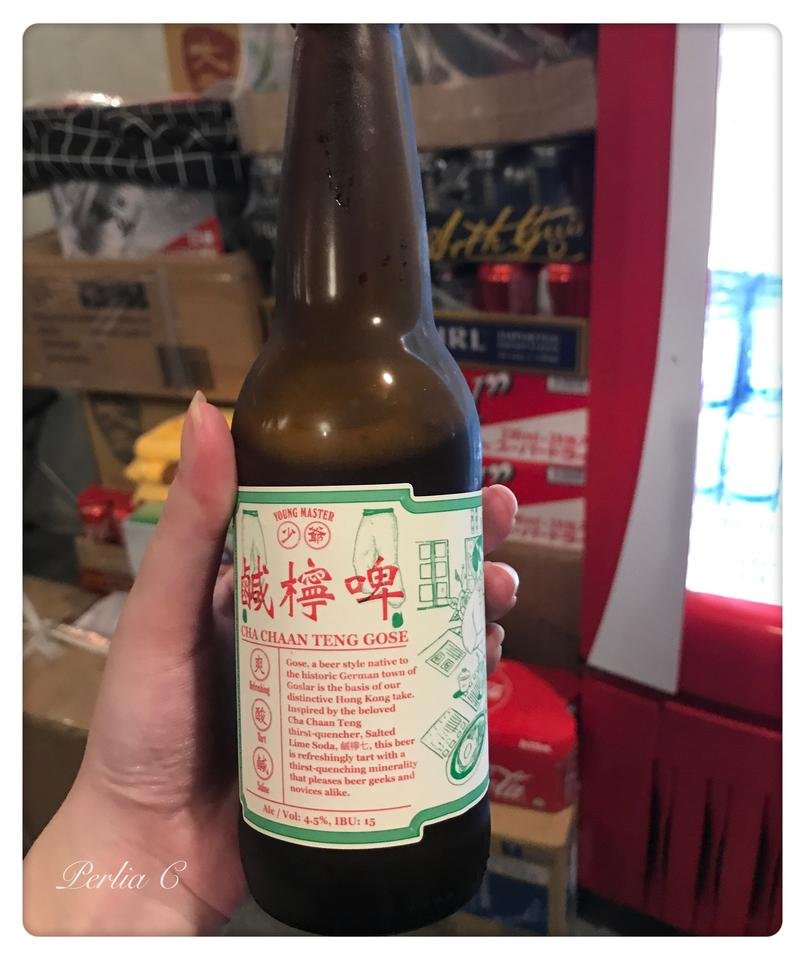 YOUNG MASTER
少爺
鹹檸啤
CHA CHAAN TENG GOSE
爽
Refreshing
酸
Tart
鹹
Saline
Gose, a beer style native to
the historic German town of
Goslar is the basis of our
distinctive Hong Kong take.
Inspired by the beloved
Cha Chaan Teng
thirst-quencher, Salted
Lime Soda, 鹹檸七, this beer
is refreshingly tart with a
thirst-quenching minerality
that pleases beer geeks and
novices alike.
Alc / Vol: 4.5%, IBU: 15
Perlia C